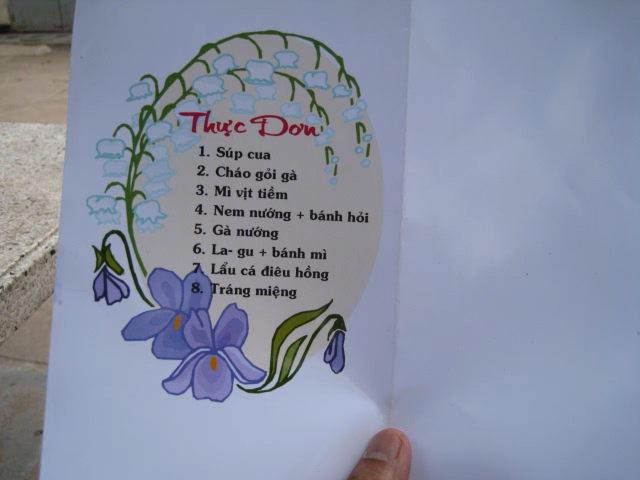 Thực Đơn
1. Súp cua
2. Cháo gỏi gà
3. Mì vịt tiềm
4. Nem nướng + bánh hỏi
5. Gà nướng
6. La- gu + bánh mì
7. Lẩu cá điêu hồng
8. Tráng miệng